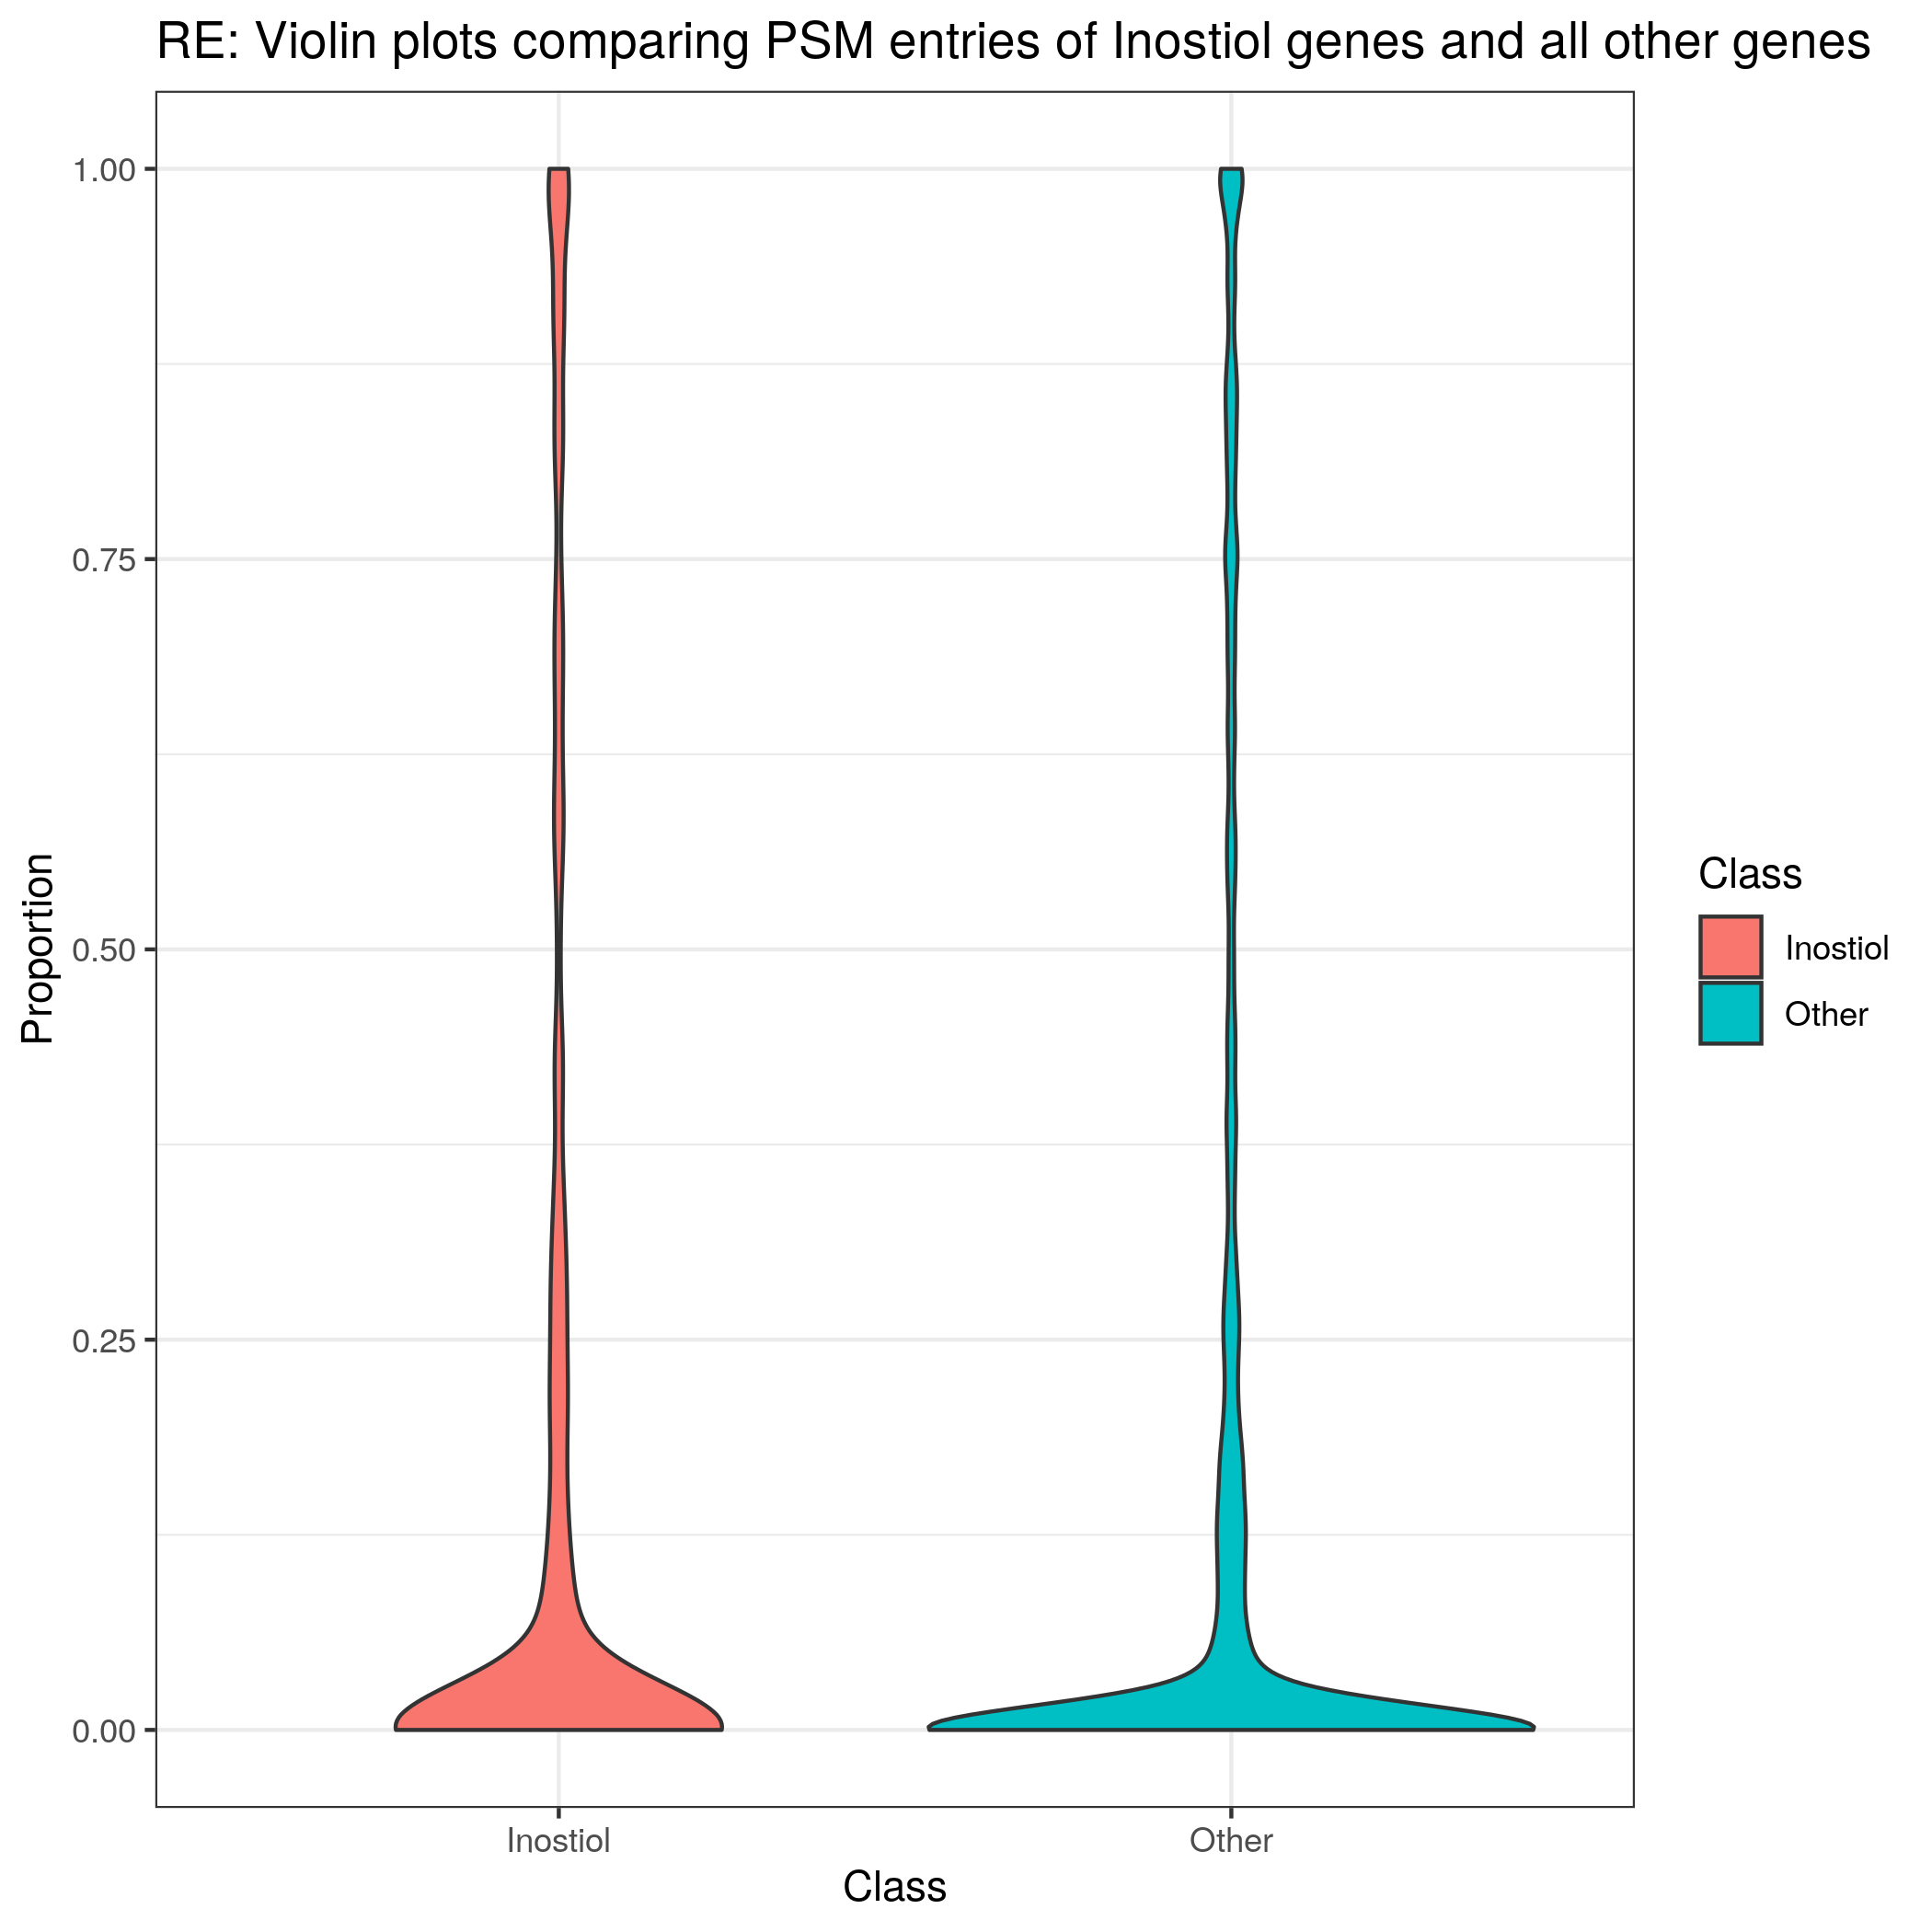 RE: Violin plots comparing PSM entries of Inostiol genes and all other genes
Proportion
1.00
0.75
0.50
0.25
0.00
Inostiol
Other
Class
Class
Inostiol
Other